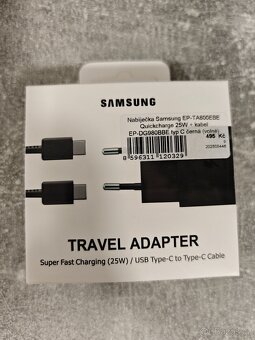 SAMSUNG
Nabíječka Samsung EP-TA800EBE
Quickcharge 25W + kabel
EP-DG980BBE typ C černá (volně)
495 Kč
8 596311 120329
TRAVEL ADAPTER
Super Fast Charging (25W) / USB Type-C to Type-C Cable